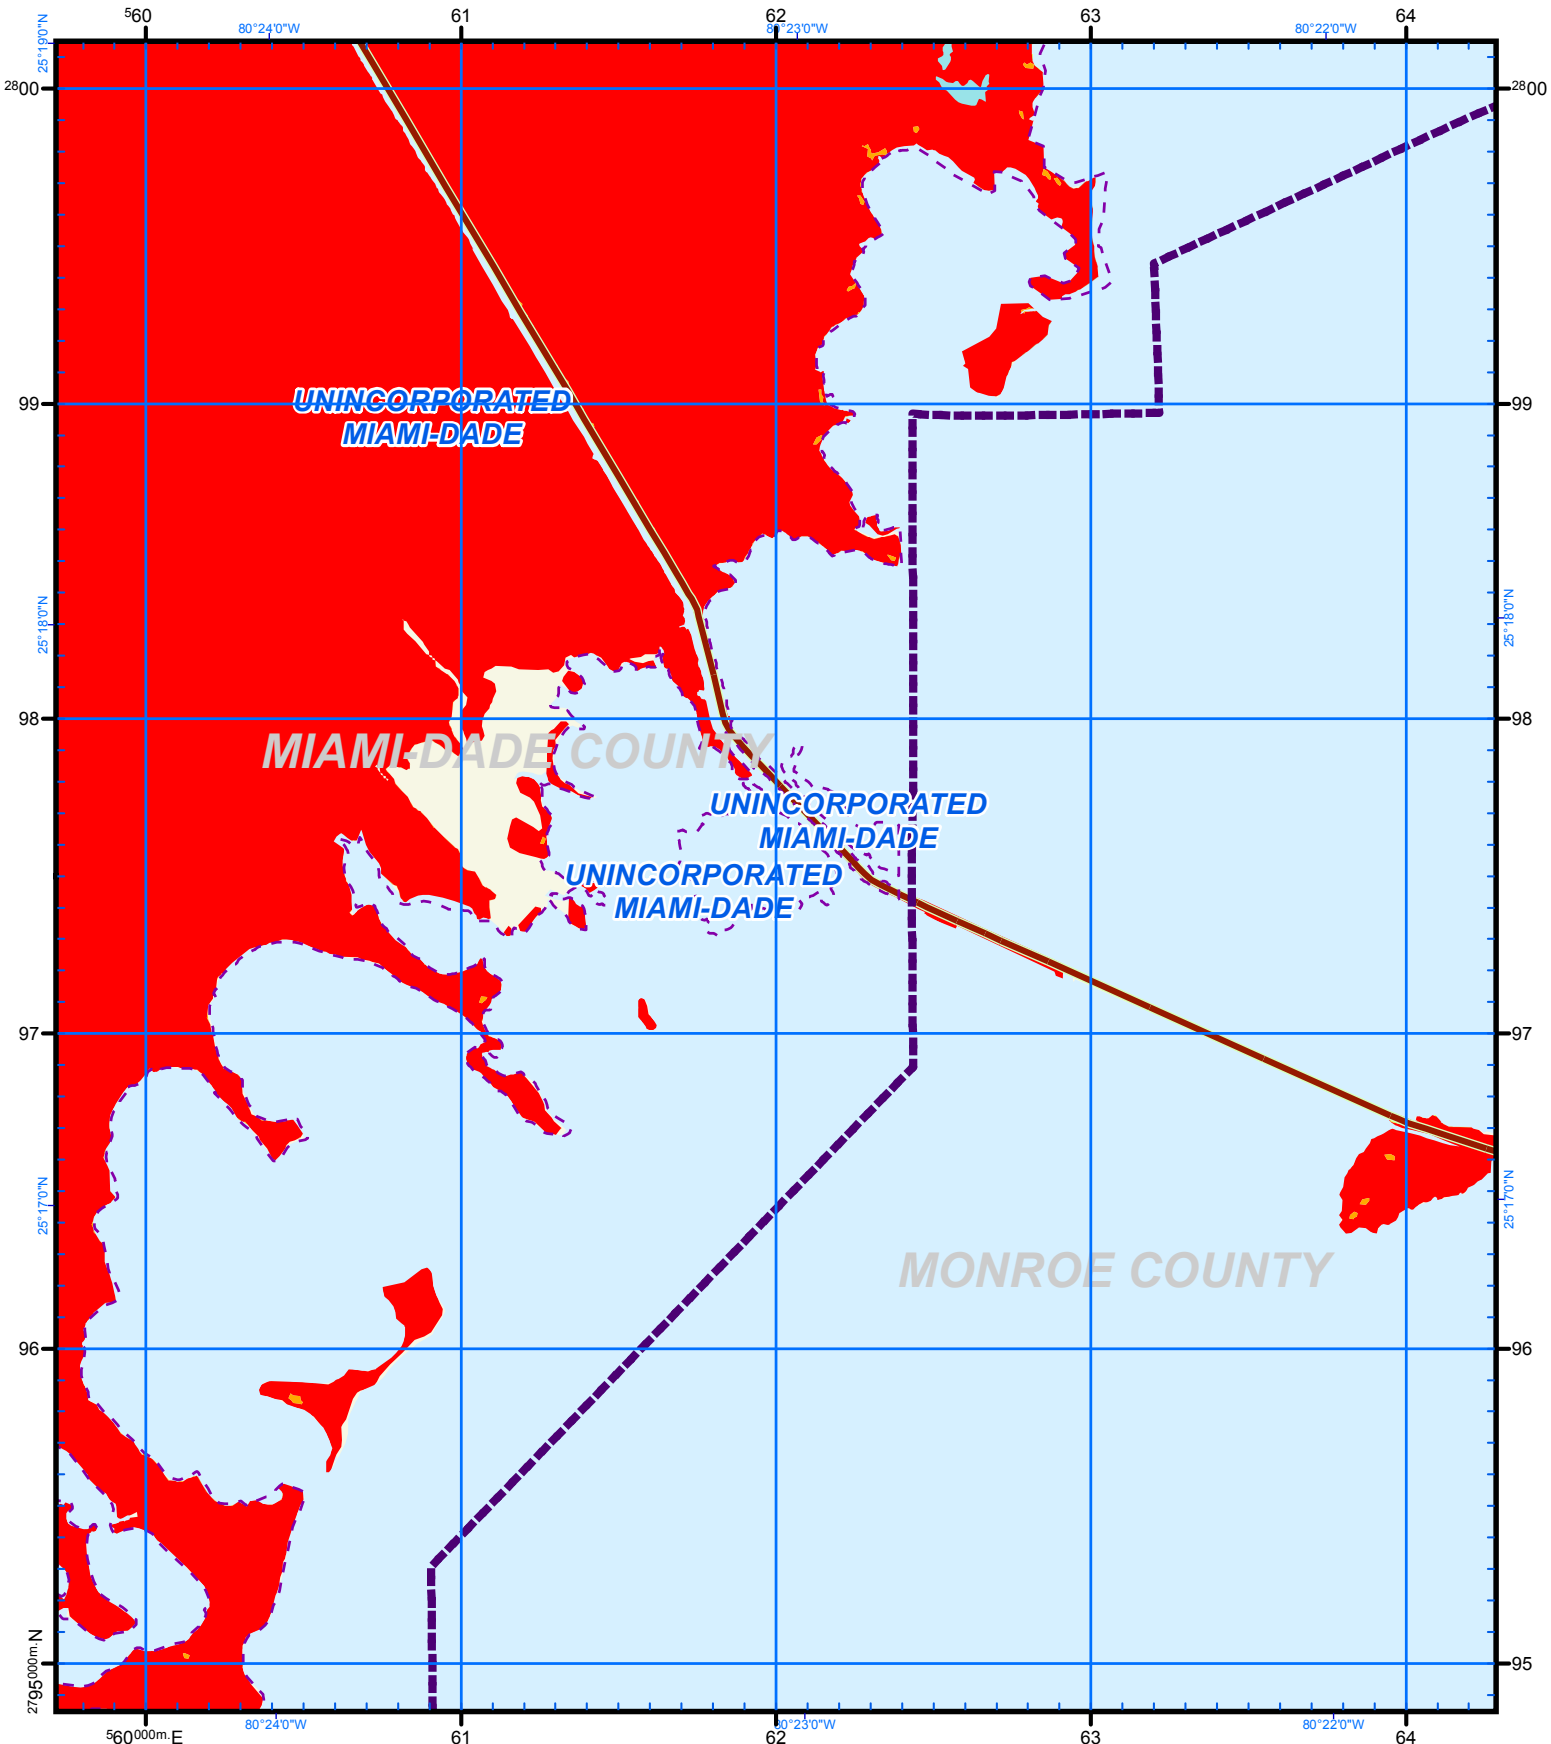 ⁵60 61 62 63 64
80°24'0"W 80°23'0"W 80°22'0"W
25°19'0"N
²⁸00 ²⁸00
99 99
UNINCORPORATED
MIAMI-DADE
25°18'0"N 25°18'0"N
98 98
MIAMI-DADE COUNTY
UNINCORPORATED
MIAMI-DADE
UNINCORPORATED
MIAMI-DADE
97 97
25°17'0"N 25°17'0"N
MONROE COUNTY
96 96
95
2795⁰⁰⁰ᵐ·N
80°24'0"W 80°23'0"W 80°22'0"W
⁵60⁰⁰⁰ᵐ·E 61 62 63 64